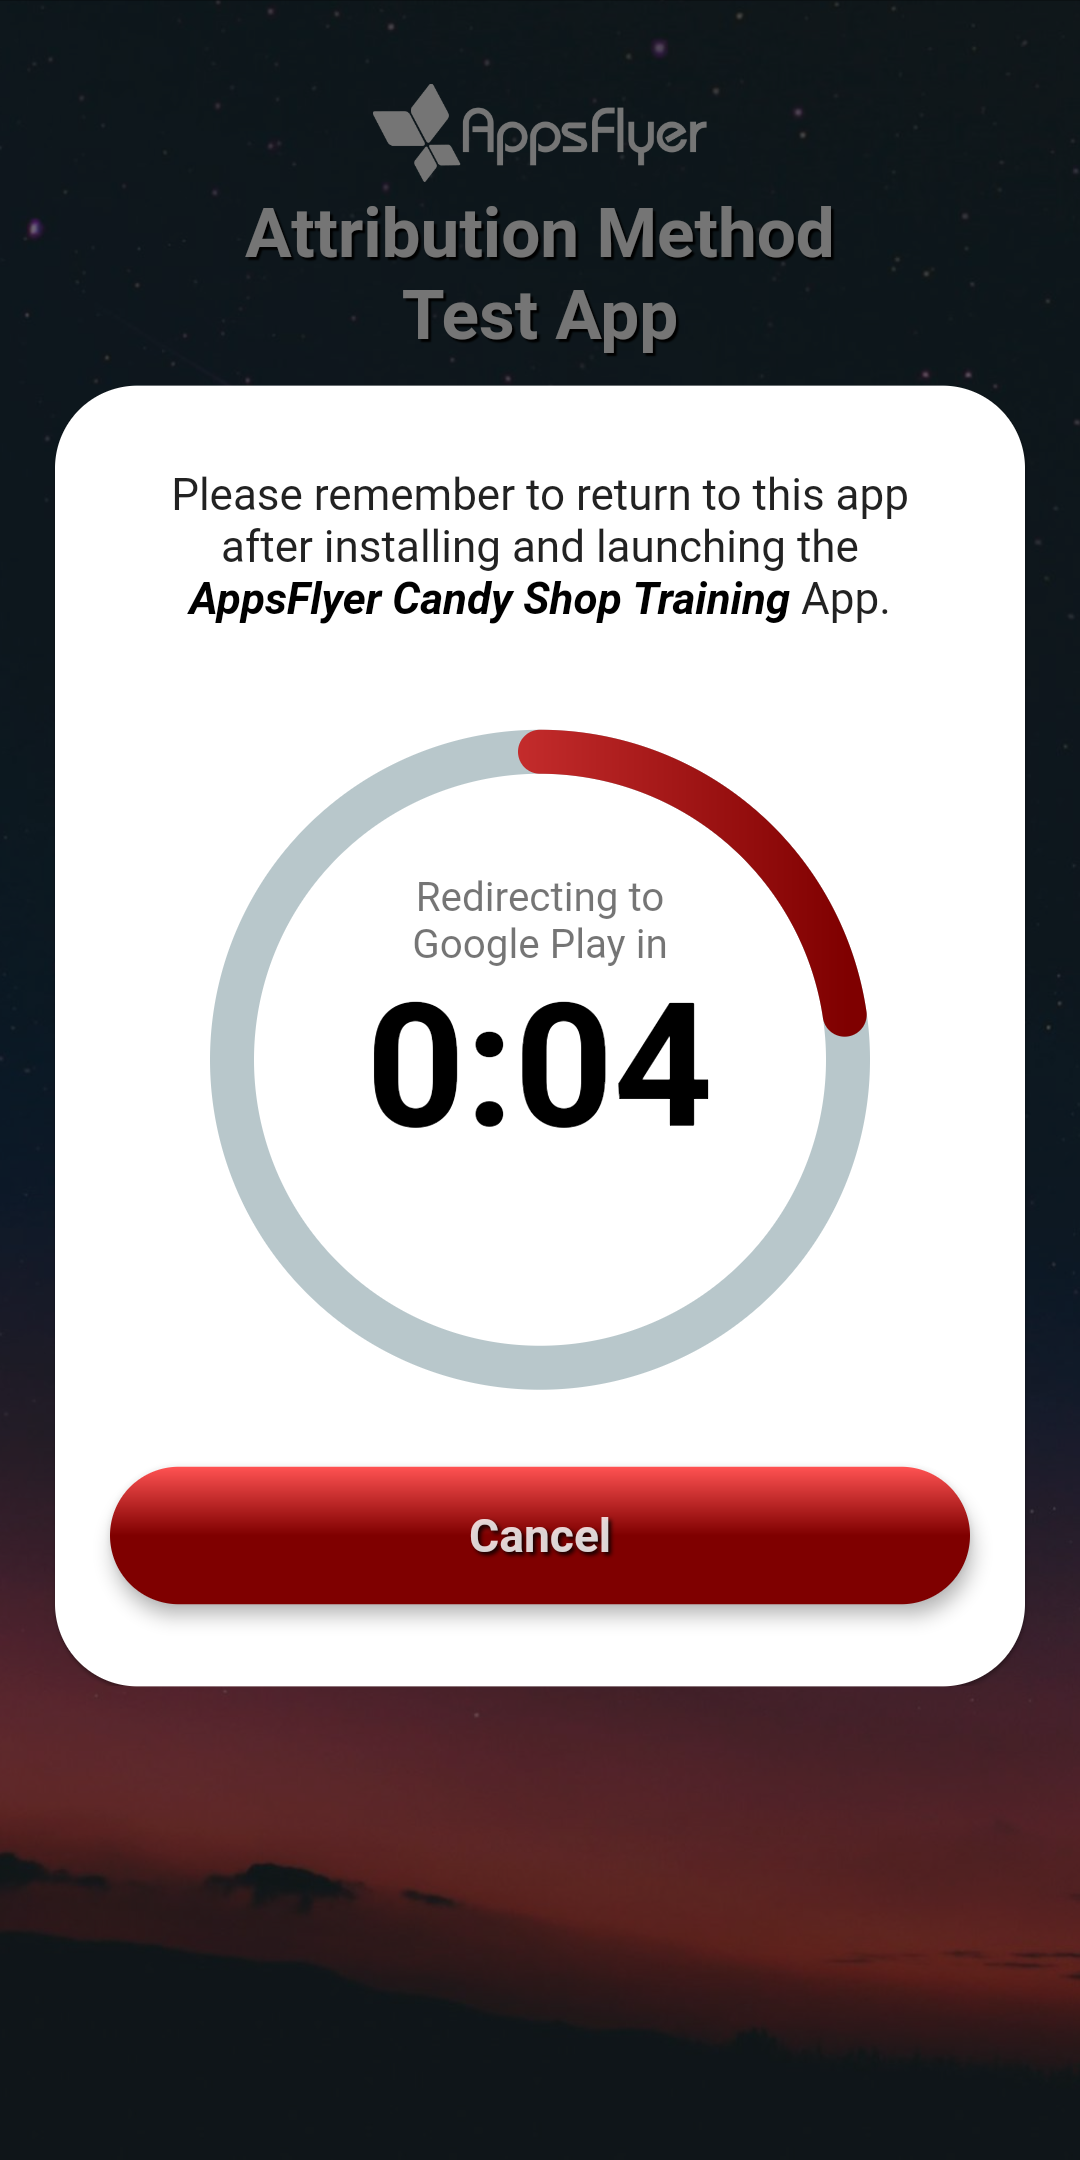 AppsFlyer
Attribution Method
Test App
Please remember to return to this app
after installing and launching the
AppsFlyer Candy Shop Training App.
Redirecting to
Google Play in
0:04
Cancel